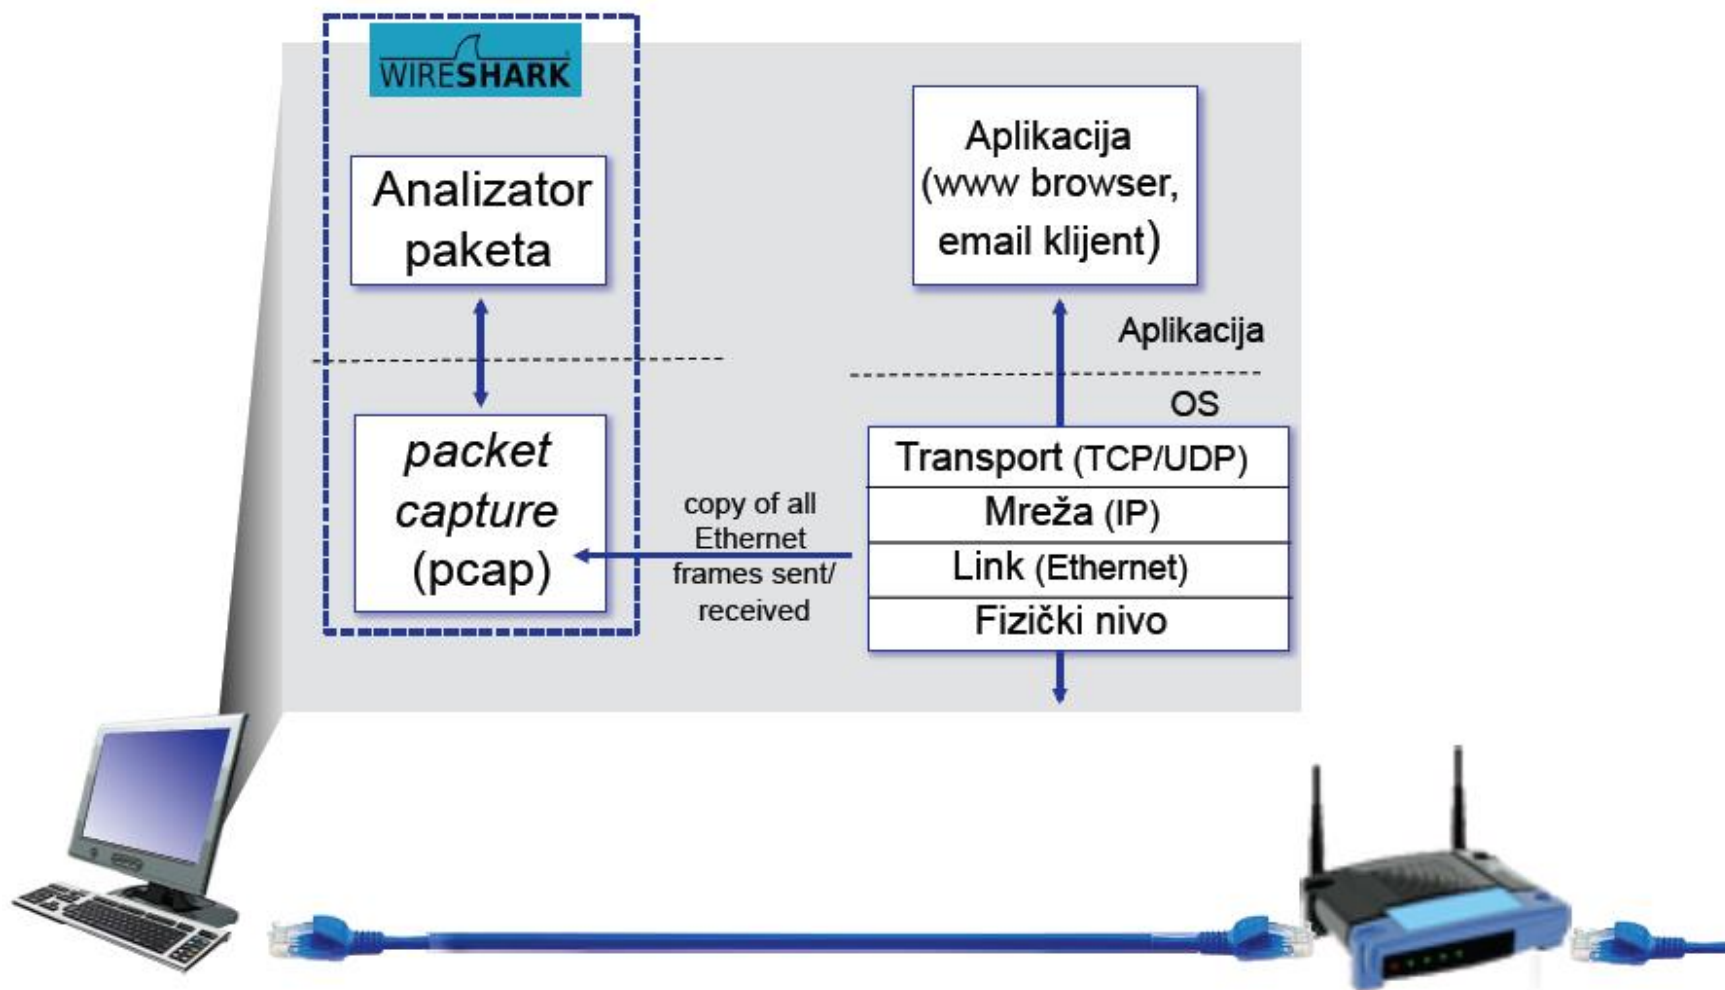 WIRESHARK
Analizator
paketa
packet
capture
(pcap)
copy of all
Ethernet
frames sent/
received
Aplikacija
(www browser,
email klijent)
Aplikacija
OS
Transport (TCP/UDP)
Mreža (IP)
Link (Ethernet)
Fizički nivo